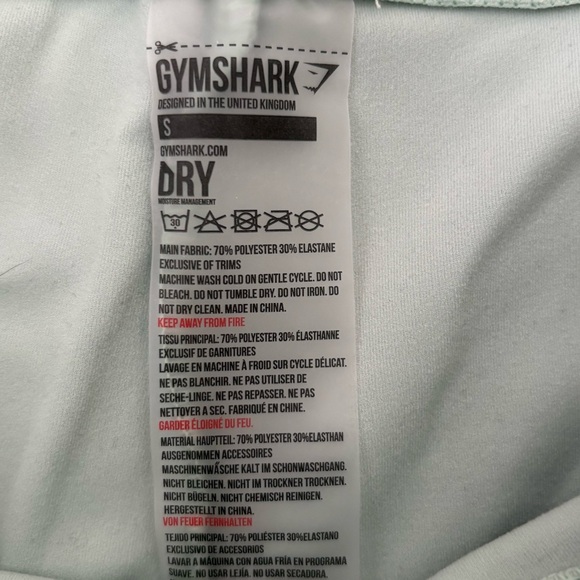 GYMSHARK
DESIGNED IN THE UNITED KINGDOM
S
GYMSHARK.COM
DRY
MOISTURE MANAGEMENT
30
MAIN FABRIC: 70% POLYESTER 30% ELASTANE
EXCLUSIVE OF TRIMS
MACHINE WASH COLD ON GENTLE CYCLE. DO NOT
BLEACH. DO NOT TUMBLE DRY. DO NOT IRON. DO
NOT DRY CLEAN. MADE IN CHINA.
KEEP AWAY FROM FIRE
TISSU PRINCIPAL: 70% POLYESTER 30% ÉLASTHANNE
EXCLUSIF DE GARNITURES
LAVAGE EN MACHINE À FROID SUR CYCLE DÉLICAT.
NE PAS BLANCHIR. NE PAS UTILISER DE
SECHE-LINGE. NE PAS REPASSER. NE PAS
NETTOYER A SEC. FABRIQUÉ EN CHINE.
GARDER ÉLOIGNÉ DU FEU.
MATERIAL HAUPTTEIL: 70% POLYESTER 30%ELASTHAN
AUSGENOMMEN ACCESSOIRES
MASCHINENWÄSCHE KALT IM SCHONWASCHGANG.
NICHT BLEICHEN. NICHT IM TROCKNER TROCKNEN.
NICHT BÜGELN. NICHT CHEMISCH REINIGEN.
HERGESTELLT IN CHINA.
VON FEUER FERNHALTEN
TEJIDO PRINCIPAL: 70% POLIÉSTER 30%ELASTANO
EXCLUSIVO DE ACCESORIOS
LAVAR A MÁQUINA CON AGUA FRÍA EN PROGRAMA
SUAVE. NO USAR LEJÍA. NO USAR SECADORA.